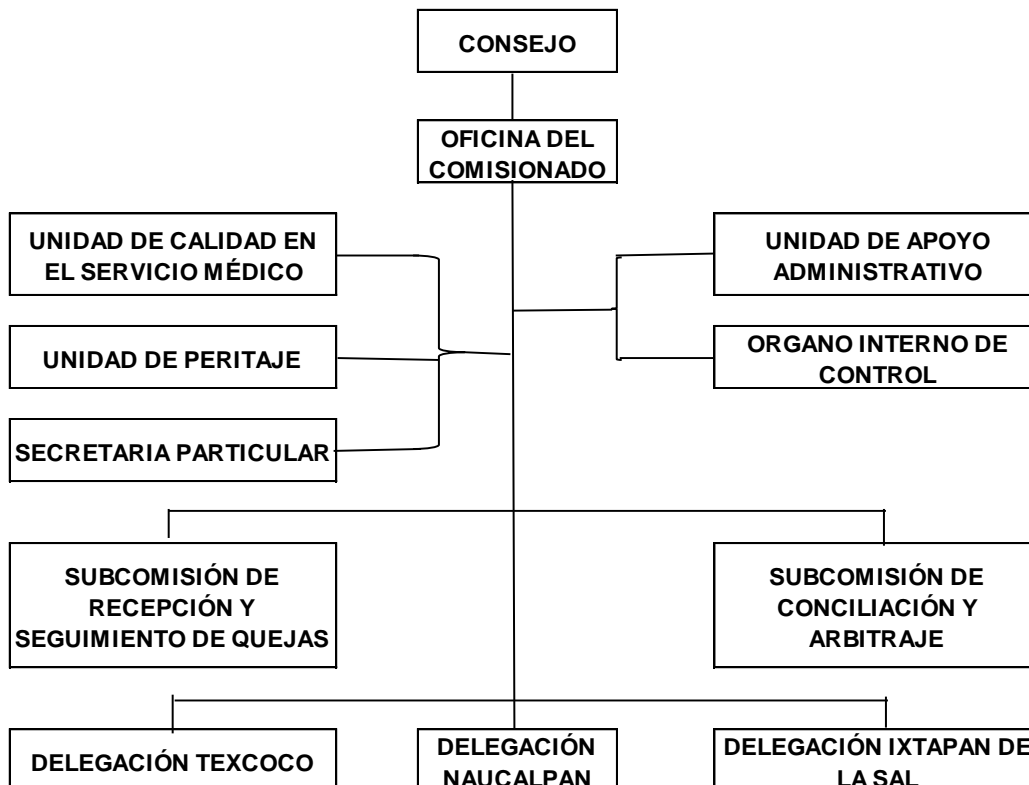 CONSEJO
OFICINA DEL
COMISIONADO
UNIDAD DE CALIDAD EN
EL SERVICIO MÉDICO
UNIDAD DE APOYO
ADMINISTRATIVO
UNIDAD DE PERITAJE
ORGANO INTERNO DE
CONTROL
SECRETARIA PARTICULAR
SUBCOMISIÓN DE
RECEPCIÓN Y
SEGUIMIENTO DE QUEJAS
SUBCOMISIÓN DE
CONCILIACIÓN Y
ARBITRAJE
DELEGACIÓN TEXCOCO
DELEGACIÓN
NAUCALPAN
DELEGACIÓN IXTAPAN DE
LA SAL